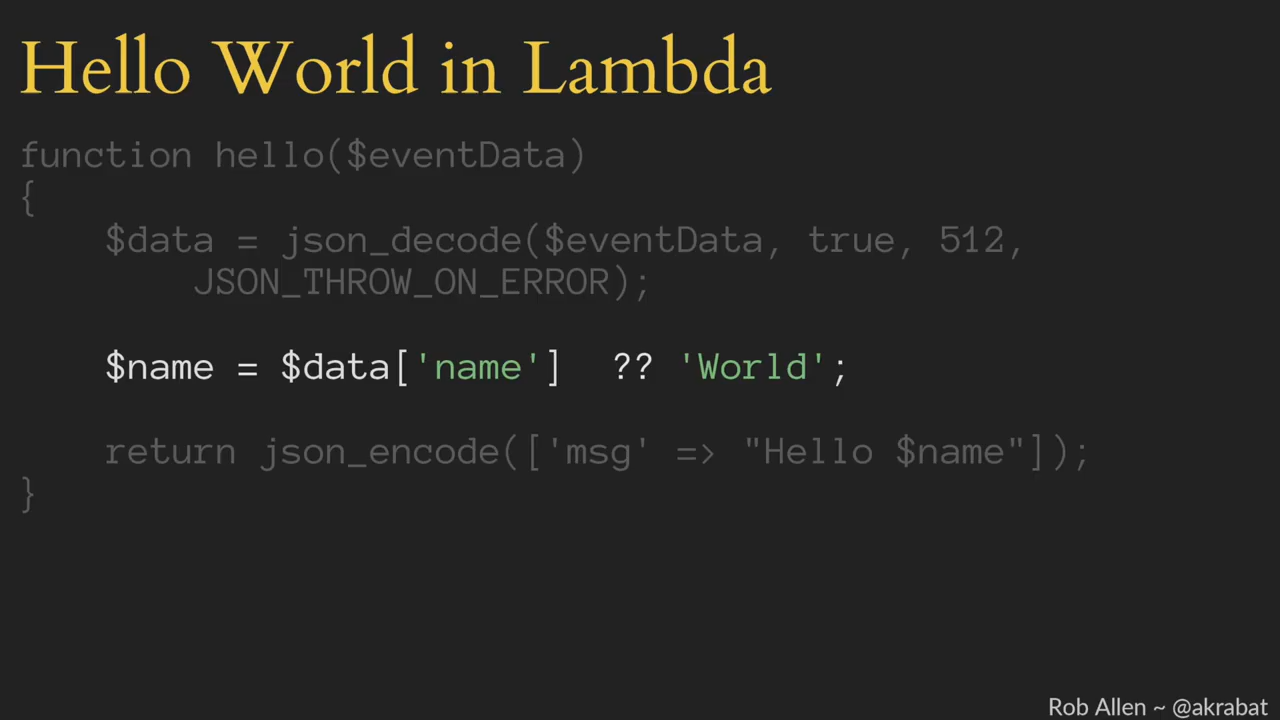 Hello World in Lambda
function hello($eventData)
{
    $data = json_decode($eventData, true, 512,
        JSON_THROW_ON_ERROR);
    $name = $data['name']  ?? 'World';
    return json_encode(['msg' => "Hello $name"]);
}
Rob Allen ~ @akrabat